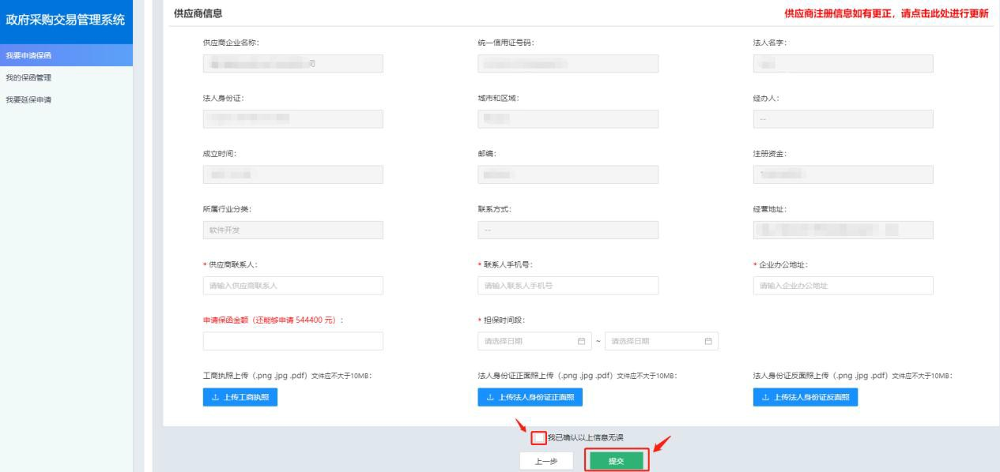 政府采购交易管理系统
我要申请保函
我的保函管理
我要延保申请
供应商信息
供应商注册信息如有更正，请点击此处进行更新
供应商企业名称：
统一信用证号码：
法人名字：
司
法人身份证：
城市和区域：
经办人：
--
成立时间：
邮编：
注册资金：
所属行业分类：
联系方式：
经营地址：
软件开发
--
* 供应商联系人：
* 联系人手机号：
* 企业办公地址：
请输入供应商联系人
请输入联系人手机号
请输入企业办公地址
申请保函金额（还能够申请 544400 元）：
* 担保时间段：
请选择日期 ~ 请选择日期
工商执照上传（.png .jpg .pdf）文件应不大于10MB：
法人身份证正面照上传（.png .jpg .pdf）文件应不大于10MB：
法人身份证反面照上传（.png .jpg .pdf）文件应不大于10MB：
上传工商执照
上传法人身份证正面照
上传法人身份证反面照
我已确认以上信息无误
上一步
提交